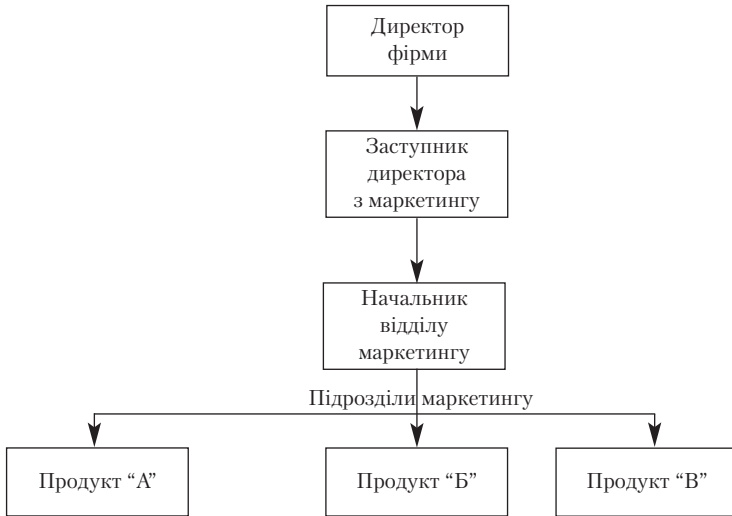 Директор
фірми
Заступник
директора
з маркетингу
Начальник
відділу
маркетингу
Підрозділи маркетингу
Продукт “А”
Продукт “Б”
Продукт “В”